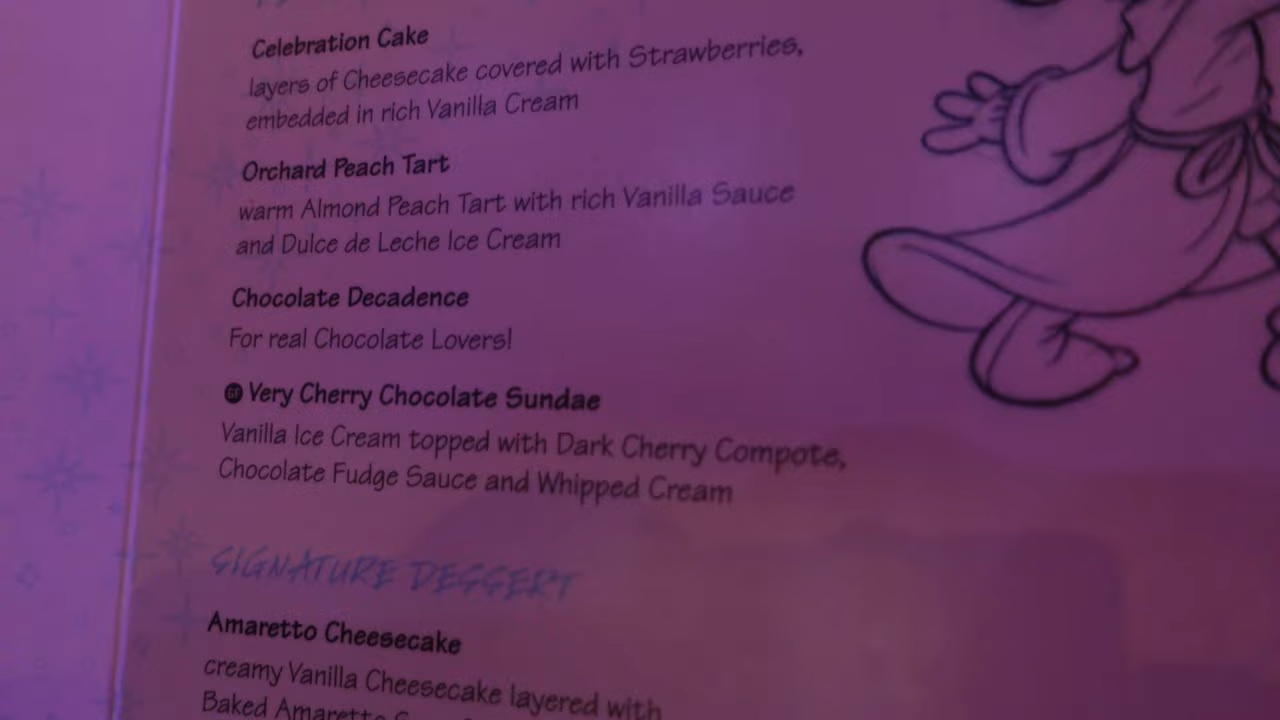 Celebration Cake
layers of Cheesecake covered with Strawberries,
embedded in rich Vanilla Cream
Orchard Peach Tart
warm Almond Peach Tart with rich Vanilla Sauce
and Dulce de Leche Ice Cream
Chocolate Decadence
For real Chocolate Lovers!
GF Very Cherry Chocolate Sundae
Vanilla Ice Cream topped with Dark Cherry Compote,
Chocolate Fudge Sauce and Whipped Cream
SIGNATURE DESSERT
Amaretto Cheesecake
creamy Vanilla Cheesecake layered with
Baked Amaretto